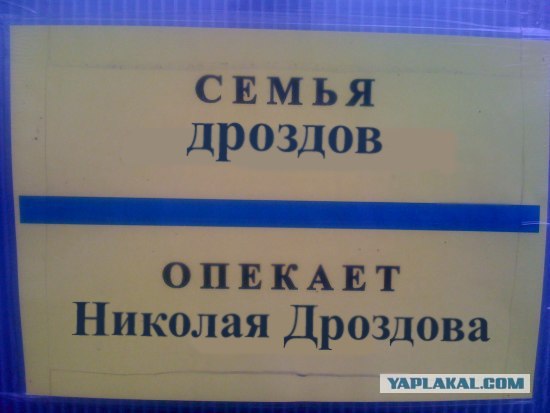 СЕМЬЯ
дроздов
ОПЕКАЕТ
Николая Дроздова
YAPLAKAL.COM